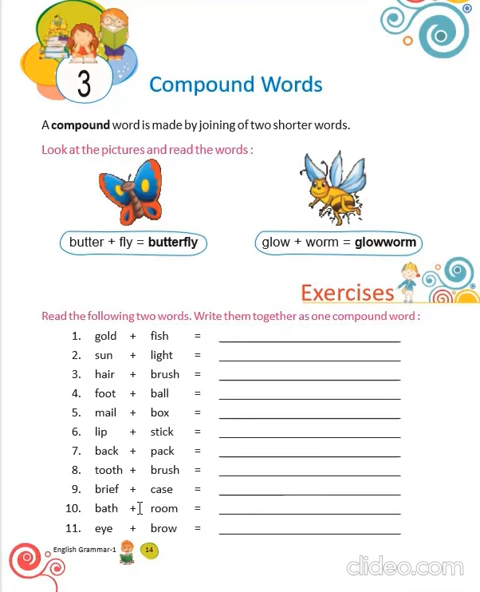 3
Compound Words
A compound word is made by joining of two shorter words.
Look at the pictures and read the words :
butter + fly = butterfly
glow + worm = glowworm
Exercises
Read the following two words. Write them together as one compound word :
1. gold + fish =
2. sun + light =
3. hair + brush =
4. foot + ball =
5. mail + box =
6. lip + stick =
7. back + pack =
8. tooth + brush =
9. brief + case =
10. bath + room =
11. eye + brow =
English Grammar-1 14
clideo.com